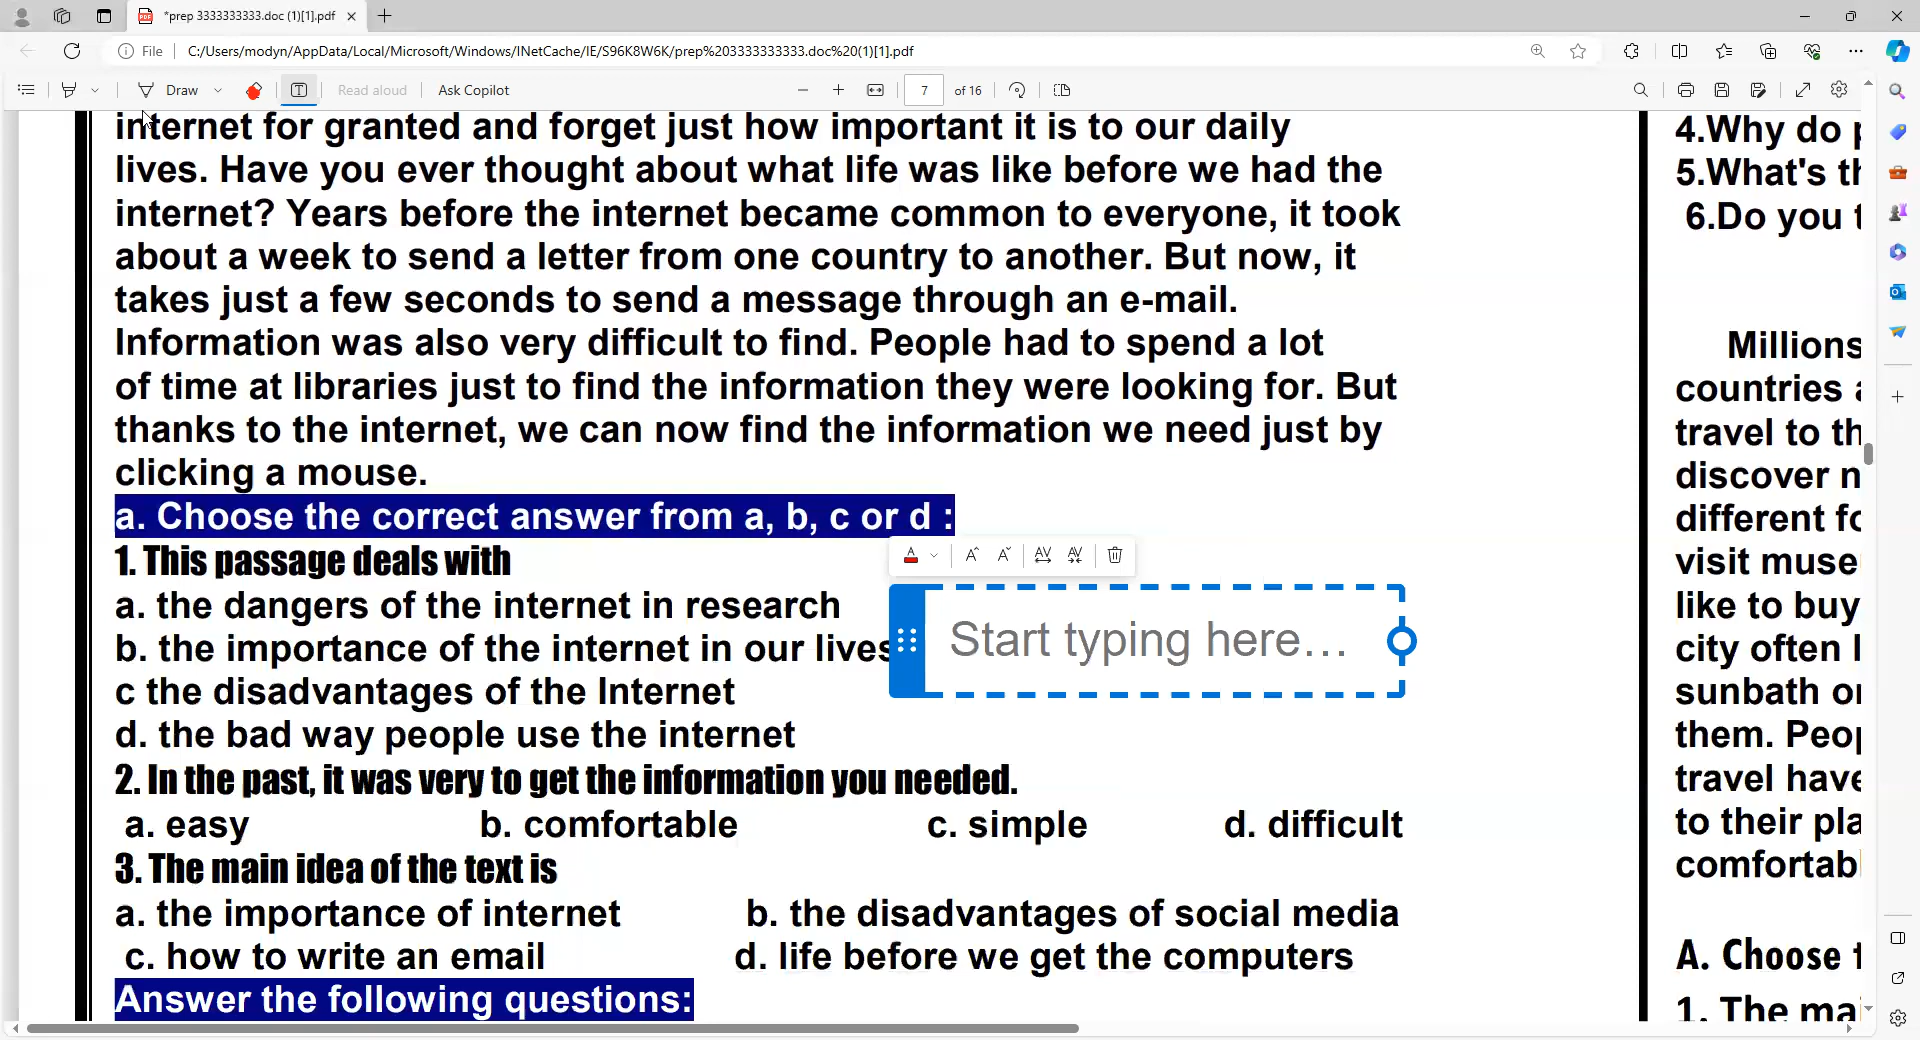 *prep 3333333333.doc (1)[1].pdf
File
C:/Users/modyn/AppData/Local/Microsoft/Windows/INetCache/IE/S96K8W6K/prep%203333333333.doc%20(1)[1].pdf
Draw
Read aloud
Ask Copilot
7
of 16
internet for granted and forget just how important it is to our daily
lives. Have you ever thought about what life was like before we had the
internet? Years before the internet became common to everyone, it took
about a week to send a letter from one country to another. But now, it
takes just a few seconds to send a message through an e-mail.
Information was also very difficult to find. People had to spend a lot
of time at libraries just to find the information they were looking for. But
thanks to the internet, we can now find the information we need just by
clicking a mouse.
a. Choose the correct answer from a, b, c or d :
1. This passage deals with
a. the dangers of the internet in research
b. the importance of the internet in our lives
Start typing here...
c the disadvantages of the Internet
d. the bad way people use the internet
2. In the past, it was very to get the information you needed.
a. easy b. comfortable c. simple d. difficult
3. The main idea of the text is
a. the importance of internet b. the disadvantages of social media
c. how to write an email d. life before we get the computers
Answer the following questions:
4.Why do
5.What's
6.Do you
Millions
countries
travel to
discover
different
visit
like to buy
city often
sunbath
them.
travel have
to their
A. Choose
1. The